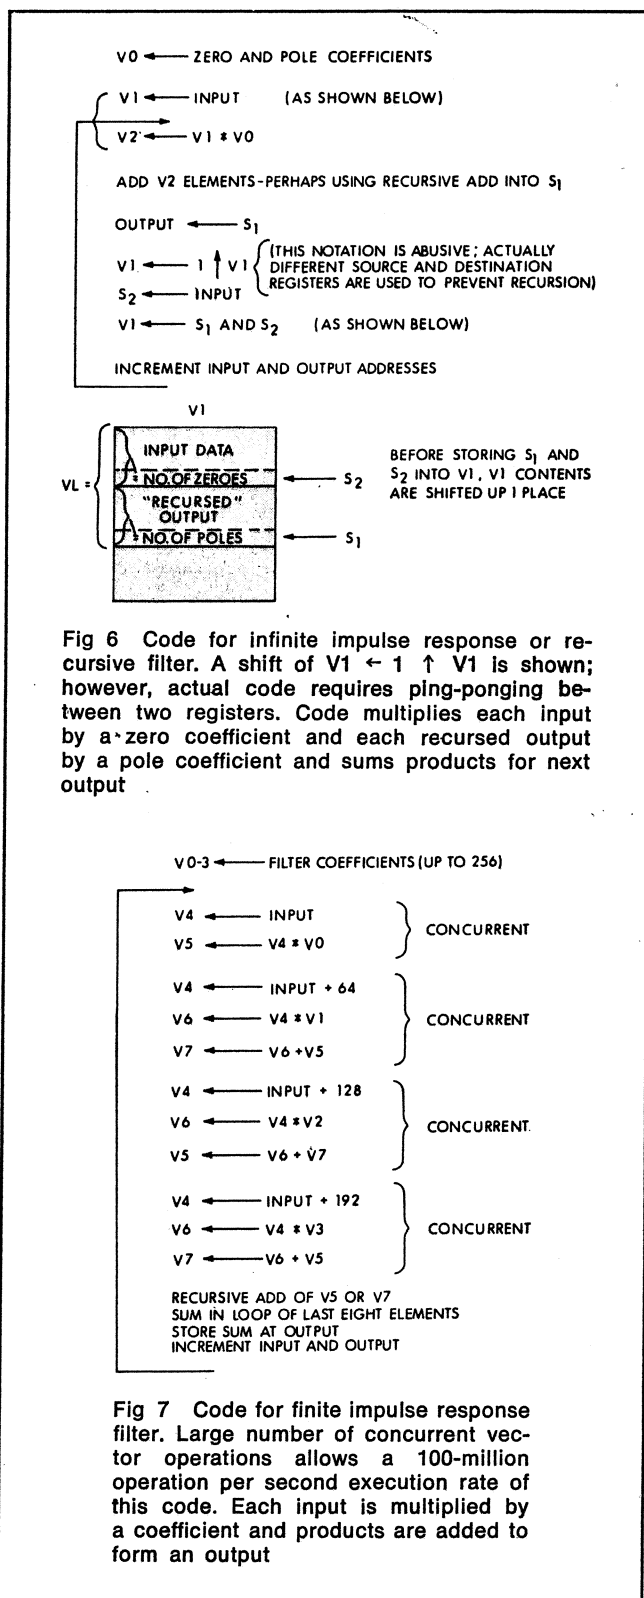 V0 ← ZERO AND POLE COEFFICIENTS
V1 ← INPUT (AS SHOWN BELOW)
V2 ← V1 * V0
ADD V2 ELEMENTS-PERHAPS USING RECURSIVE ADD INTO S1
OUTPUT ← S1
V1 ← 1 ↑ V1 (THIS NOTATION IS ABUSIVE; ACTUALLY
DIFFERENT SOURCE AND DESTINATION
REGISTERS ARE USED TO PREVENT RECURSION)
S2 ← INPUT
V1 ← S1 AND S2 (AS SHOWN BELOW)
INCREMENT INPUT AND OUTPUT ADDRESSES
V1
VL =
INPUT DATA
= NO. OF ZEROES
"RECURSED"
OUTPUT
= NO. OF POLES
S2
S1
BEFORE STORING S1 AND
S2 INTO V1, V1 CONTENTS
ARE SHIFTED UP 1 PLACE
Fig 6 Code for infinite impulse response or re-
cursive filter. A shift of V1 ← 1 ↑ V1 is shown;
however, actual code requires ping-ponging be-
tween two registers. Code multiplies each input
by a zero coefficient and each recursed output
by a pole coefficient and sums products for next
output
V0-3 ← FILTER COEFFICIENTS (UP TO 256)
V4 ← INPUT
V5 ← V4 * V0
CONCURRENT
V4 ← INPUT + 64
V6 ← V4 * V1
V7 ← V6 + V5
CONCURRENT
V4 ← INPUT + 128
V6 ← V4 * V2
V5 ← V6 + V7
CONCURRENT
V4 ← INPUT + 192
V6 ← V4 * V3
V7 ← V6 + V5
CONCURRENT
RECURSIVE ADD OF V5 OR V7
SUM IN LOOP OF LAST EIGHT ELEMENTS
STORE SUM AT OUTPUT
INCREMENT INPUT AND OUTPUT
Fig 7 Code for finite impulse response
filter. Large number of concurrent vec-
tor operations allows a 100-million
operation per second execution rate of
this code. Each input is multiplied by
a coefficient and products are added to
form an output